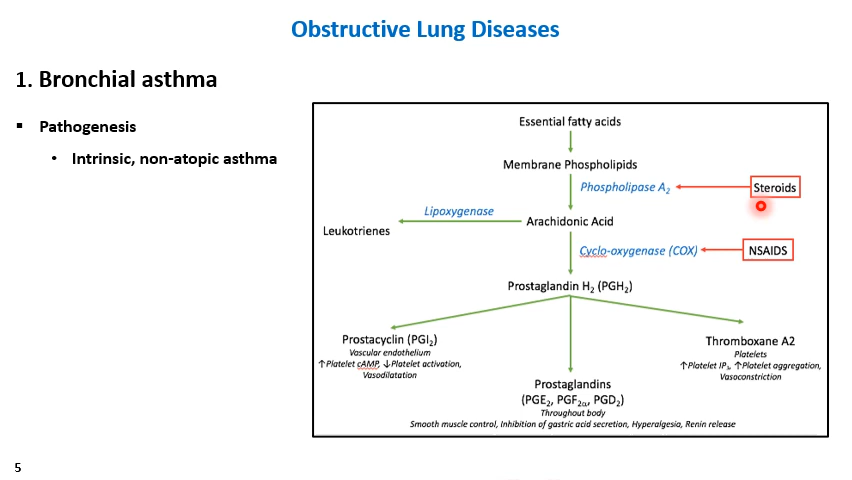 Obstructive Lung Diseases
1. Bronchial asthma
▪ Pathogenesis
• Intrinsic, non-atopic asthma
Essential fatty acids
Membrane Phospholipids
Phospholipase A₂
Steroids
Lipoxygenase
Leukotrienes
Arachidonic Acid
Cyclo-oxygenase (COX)
NSAIDS
Prostaglandin H₂ (PGH₂)
Prostacyclin (PGI₂)
Vascular endothelium
↑Platelet cAMP, ↓Platelet activation,
Vasodilatation
Prostaglandins
(PGE₂, PGF₂α, PGD₂)
Throughout body
Smooth muscle control, Inhibition of gastric acid secretion, Hyperalgesia, Renin release
Thromboxane A2
Platelets
↑Platelet IP₃, ↑Platelet aggregation,
Vasoconstriction
5